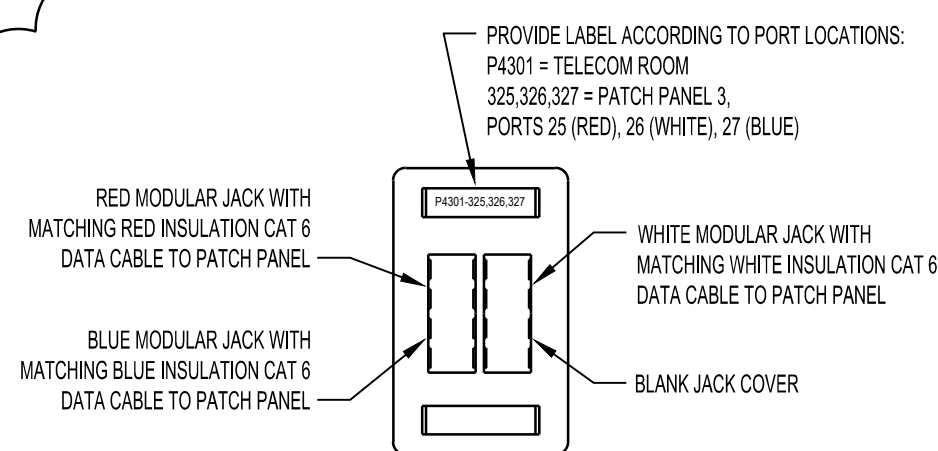 PROVIDE LABEL ACCORDING TO PORT LOCATIONS:
P4301 = TELECOM ROOM
325,326,327 = PATCH PANEL 3,
PORTS 25 (RED), 26 (WHITE), 27 (BLUE)
P4301-325,326,327
RED MODULAR JACK WITH
MATCHING RED INSULATION CAT 6
DATA CABLE TO PATCH PANEL
WHITE MODULAR JACK WITH
MATCHING WHITE INSULATION CAT 6
DATA CABLE TO PATCH PANEL
BLUE MODULAR JACK WITH
MATCHING BLUE INSULATION CAT 6
DATA CABLE TO PATCH PANEL
BLANK JACK COVER